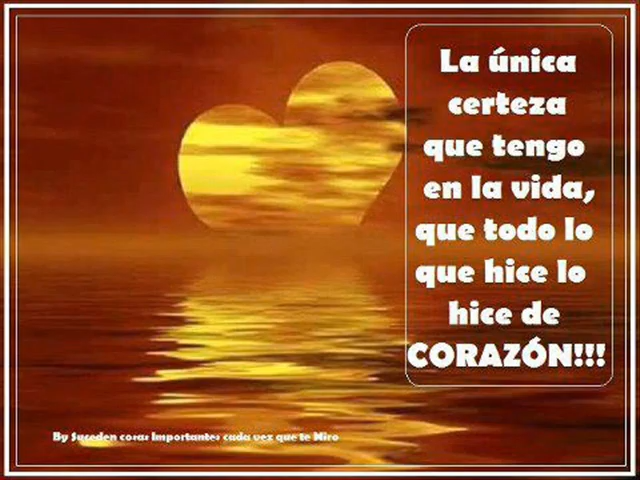 La única
certeza
que tengo
en la vida,
que todo lo
que hice lo
hice de
CORAZÓN!!!
By Suceden cosas Importantes cada vez que te Miro